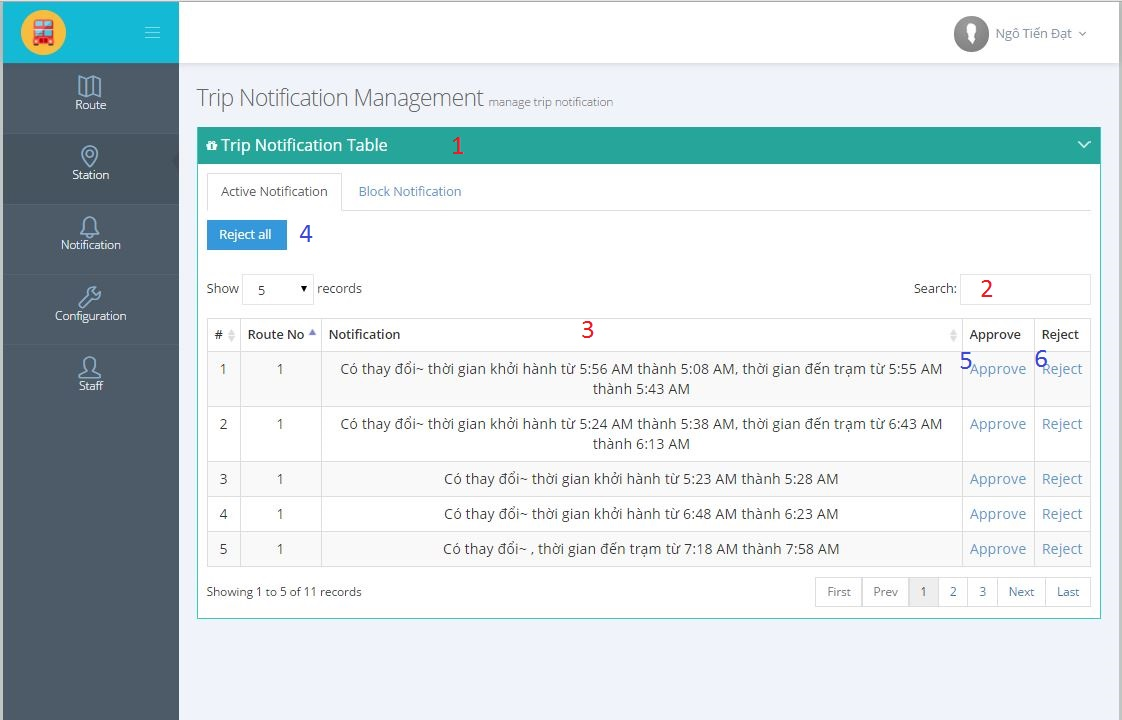 Ngô Tiến Đạt
Route
Station
Notification
Configuration
Staff
Trip Notification Management manage trip notification
Trip Notification Table 1
Active Notification Block Notification
Reject all 4
Show 5 records Search: 2
# Route No Notification 3 Approve Reject
5 6
1 1 Có thay đổi~ thời gian khởi hành từ 5:56 AM thành 5:08 AM, thời gian đến trạm từ 5:55 AM Approve Reject
thành 5:43 AM
2 1 Có thay đổi~ thời gian khởi hành từ 5:24 AM thành 5:38 AM, thời gian đến trạm từ 6:43 AM Approve Reject
thành 6:13 AM
3 1 Có thay đổi~ thời gian khởi hành từ 5:23 AM thành 5:28 AM Approve Reject
4 1 Có thay đổi~ thời gian khởi hành từ 6:48 AM thành 6:23 AM Approve Reject
5 1 Có thay đổi~ , thời gian đến trạm từ 7:18 AM thành 7:58 AM Approve Reject
Showing 1 to 5 of 11 records First Prev 1 2 3 Next Last